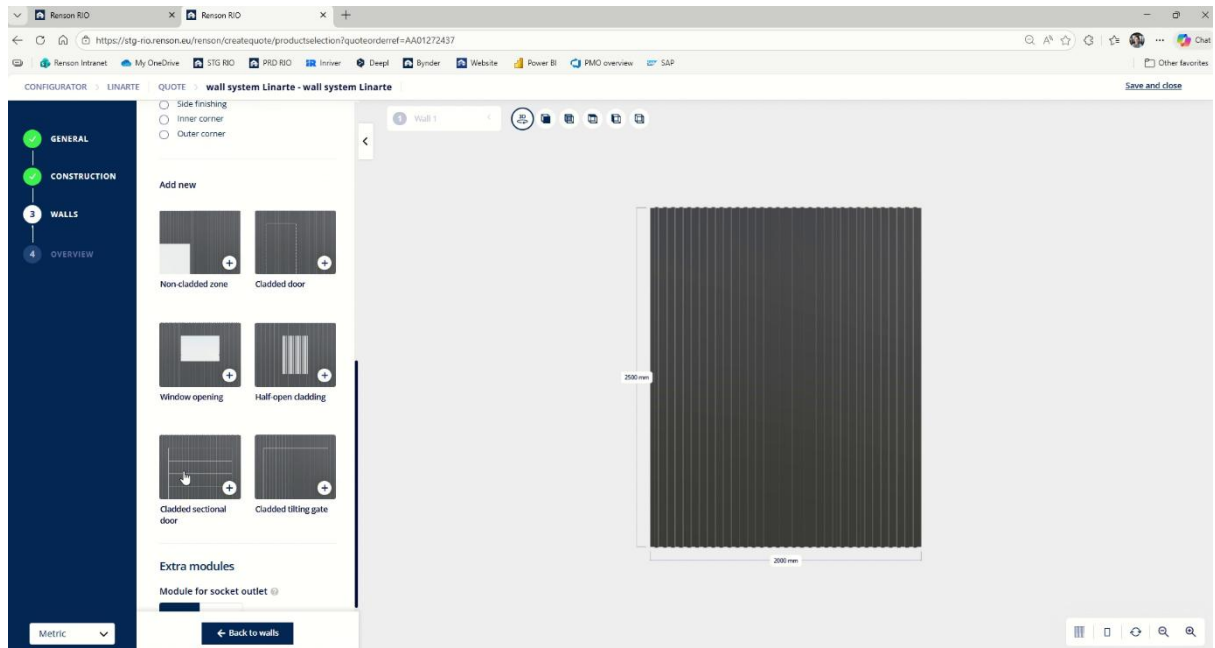 Renson RIO
Renson RIO
https://stg-rio.renson.eu/renson/createquote/productselection?quoteorderref=AA01272437
Chat
Renson Intranet
My OneDrive
STG RIO
PRD RIO
Inriver
Deepl
Bynder
Website
Power BI
PMO overview
SAP
Other favorites
CONFIGURATOR > LINARTE QUOTE > wall system Linarte - wall system Linarte
Save and close
GENERAL
CONSTRUCTION
3 WALLS
4 OVERVIEW
Side finishing
Inner corner
Outer corner
Add new
Non-cladded zone
Cladded door
Window opening
Half-open cladding
Cladded sectional door
Cladded tilting gate
Extra modules
Module for socket outlet
Metric
Back to walls
1 Wall 1
3D
2500 mm
2000 mm